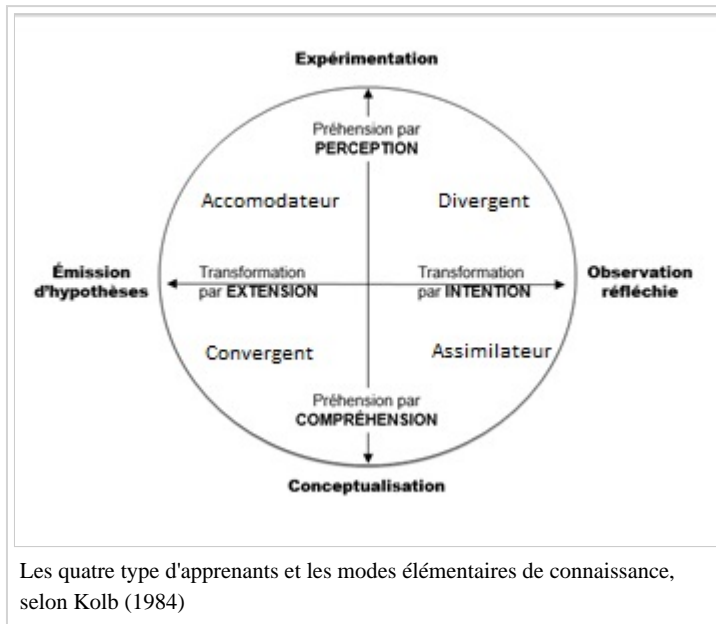 Expérimentation
Préhension par
PERCEPTION
Accomodateur
Divergent
Émission
d'hypothèses
Transformation
par EXTENSION
Transformation
par INTENTION
Observation
réfléchie
Convergent
Assimilateur
Préhension par
COMPRÉHENSION
Conceptualisation
Les quatre type d'apprenants et les modes élémentaires de connaissance,
selon Kolb (1984)